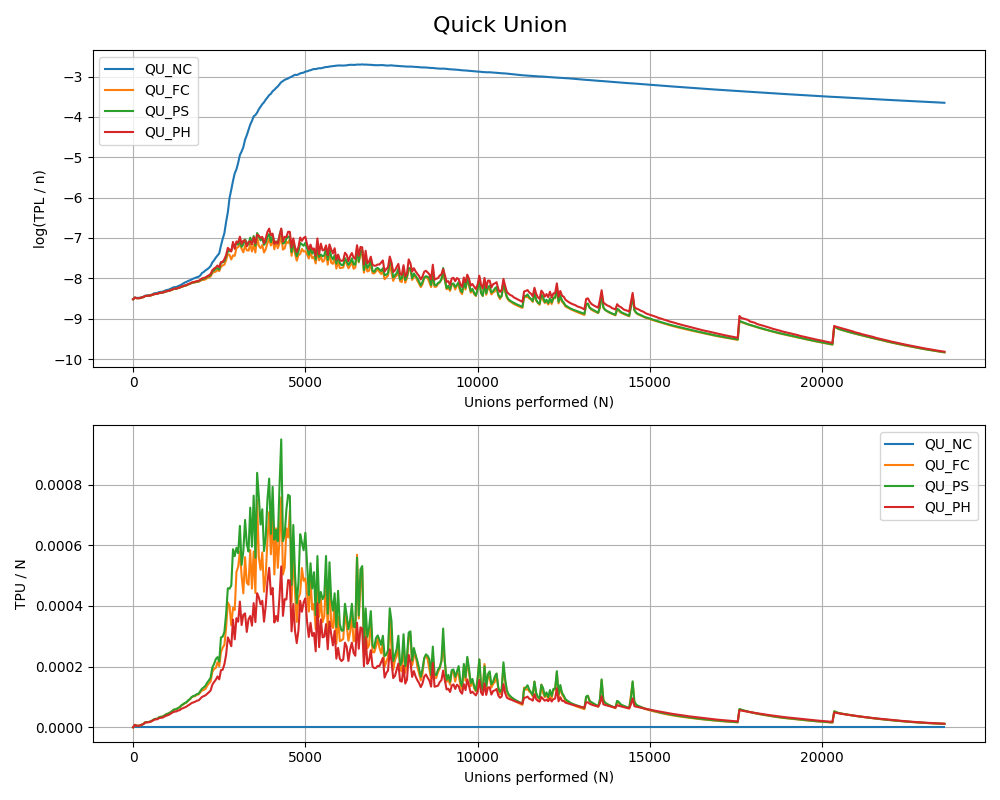 Quick Union
log(TPL / n)
−3
−4
−5
−6
−7
−8
−9
−10
QU_NC
QU_FC
QU_PS
QU_PH
0
5000
10000
15000
20000
Unions performed (N)
TPU / N
0.0008
0.0006
0.0004
0.0002
0.0000
QU_NC
QU_FC
QU_PS
QU_PH
0
5000
10000
15000
20000
Unions performed (N)